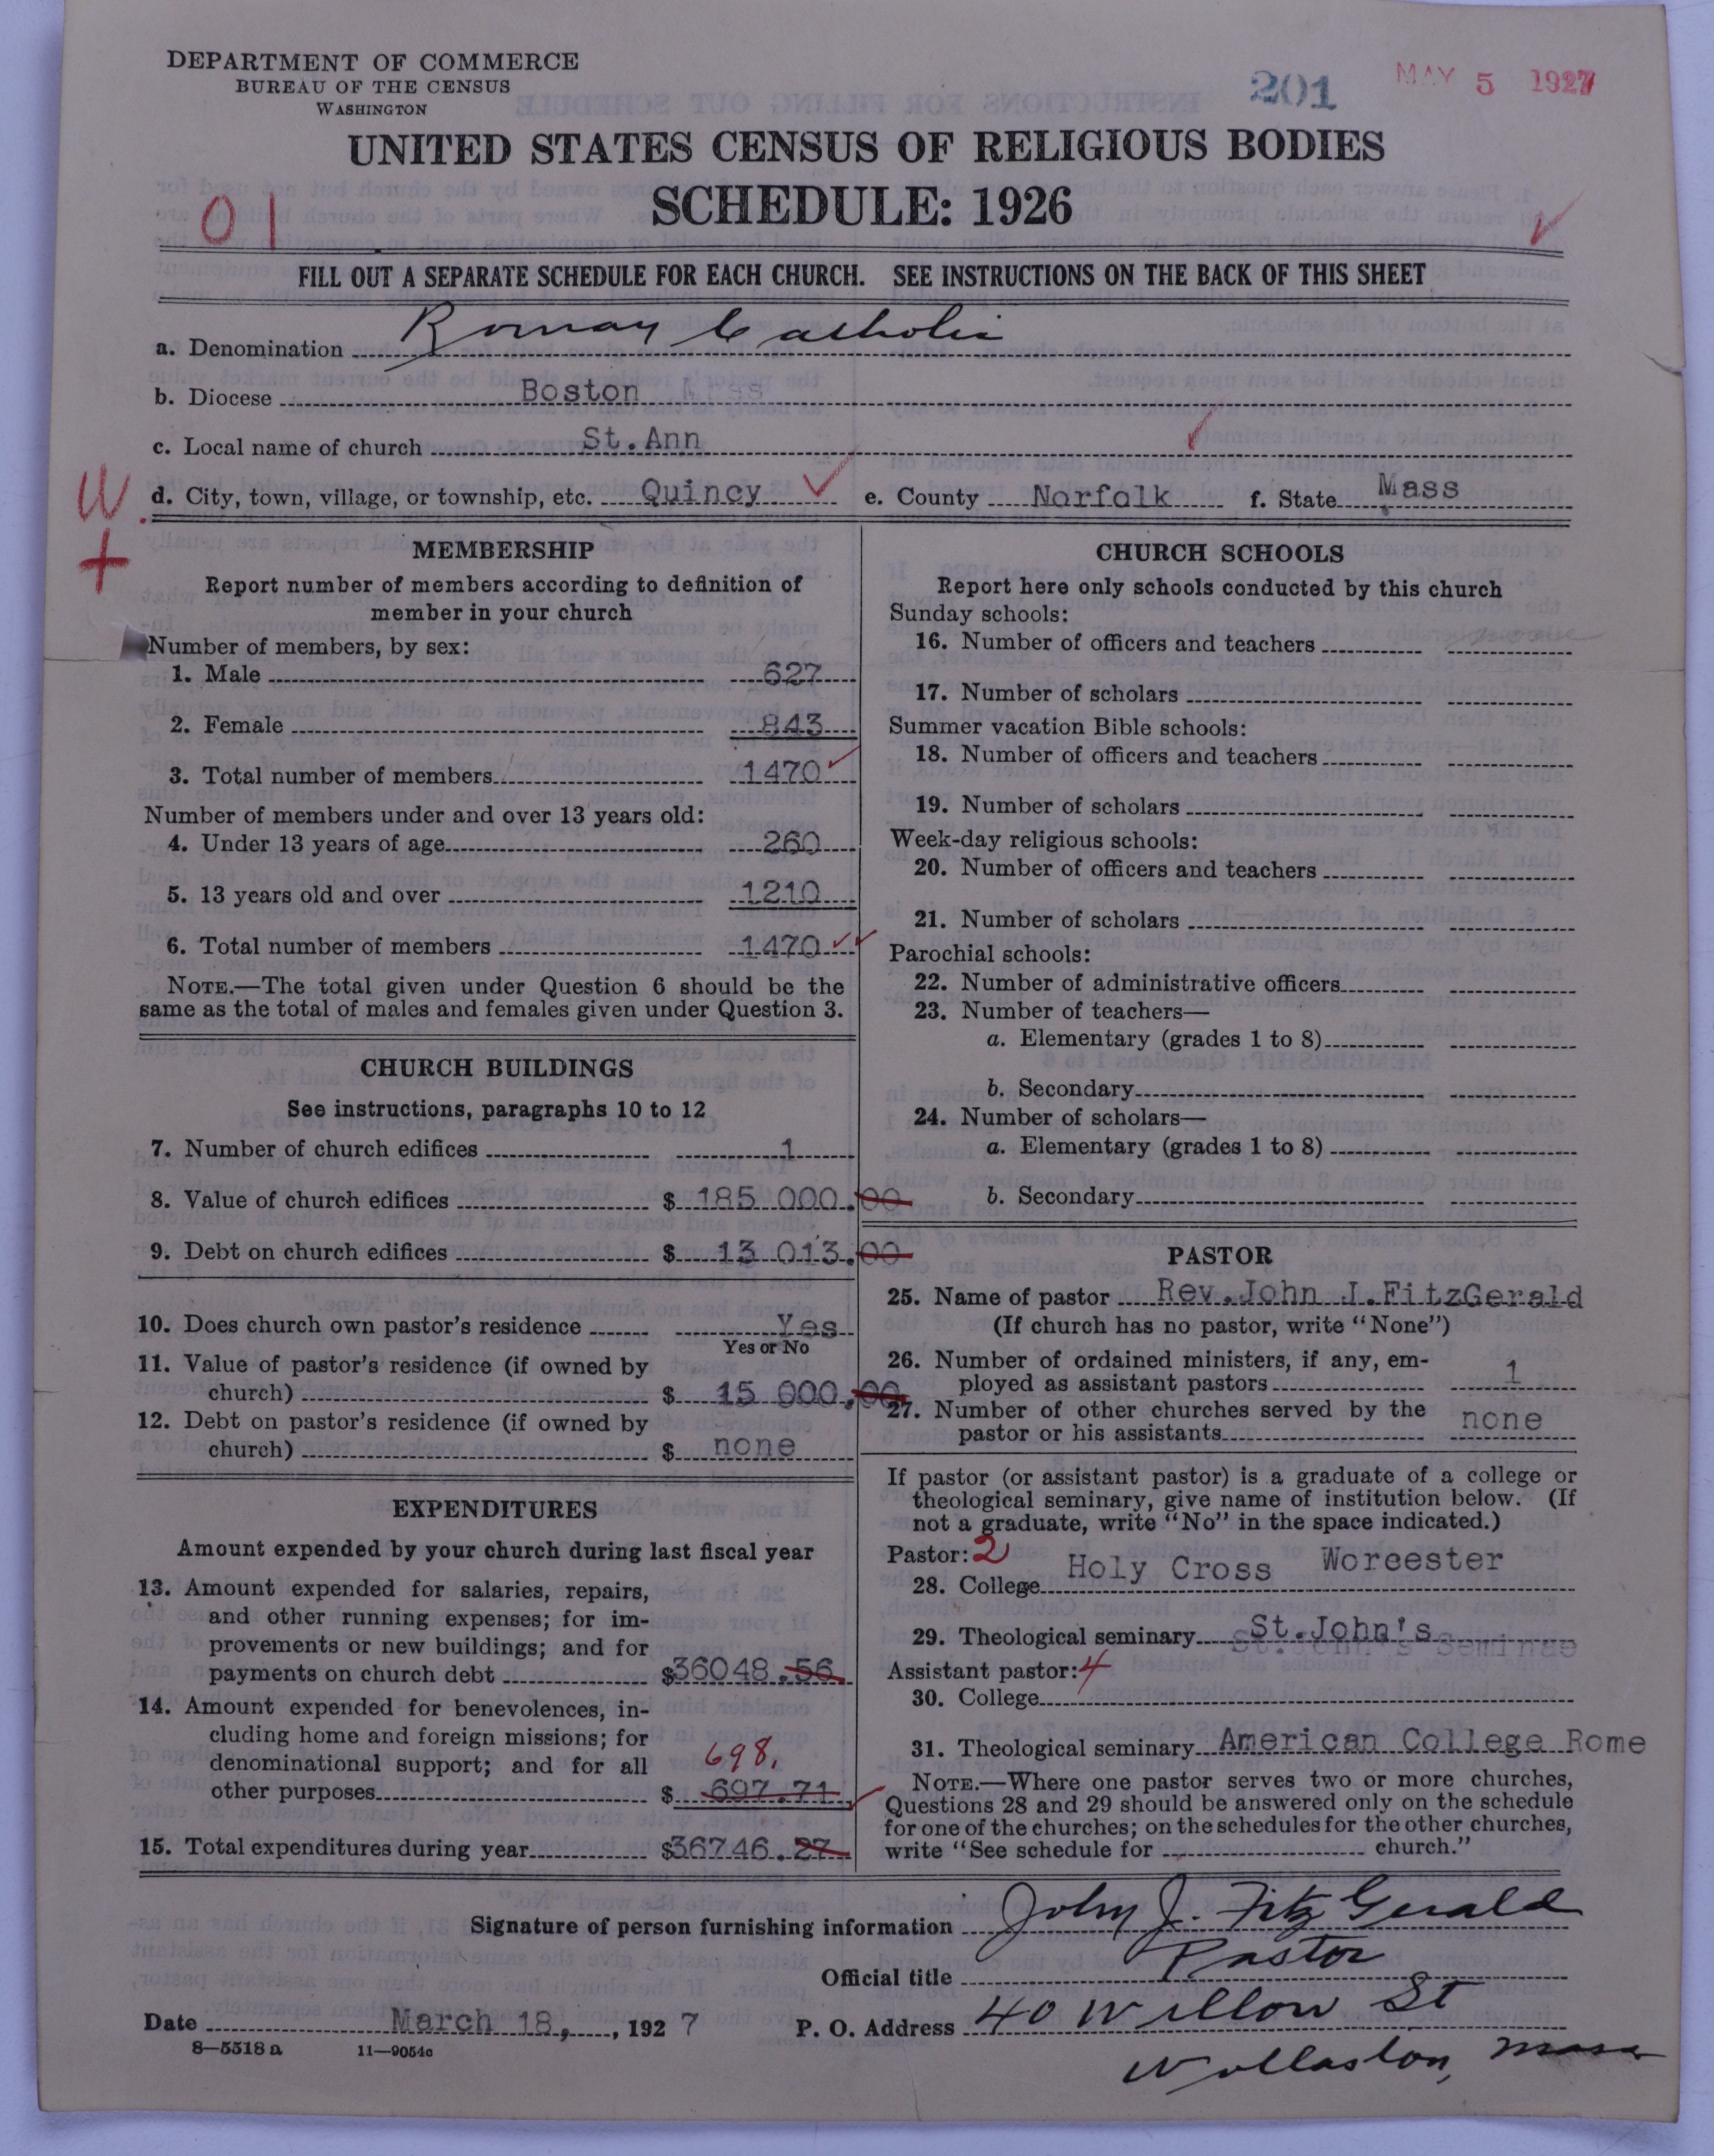 DEPARTMENT OF COMMERCE
BUREAU OF THE CENSUS
WASHINGTON
201
MAY 5 1927
UNITED STATES CENSUS OF RELIGIOUS BODIES
SCHEDULE: 1926
01
FILL OUT A SEPARATE SCHEDULE FOR EACH CHURCH. SEE INSTRUCTIONS ON THE BACK OF THIS SHEET
a. Denomination Roman Catholic
b. Diocese Boston Mass
c. Local name of church St.Ann
W
d. City, town, village, or township, etc. Quincy e. County Norfolk f. State Mass
+
MEMBERSHIP
Report number of members according to definition of
member in your church
Number of members, by sex:
1. Male 627
2. Female 843
3. Total number of members 1470
Number of members under and over 13 years old:
4. Under 13 years of age 260
5. 13 years old and over 1210
6. Total number of members 1470
NOTE.—The total given under Question 6 should be the
same as the total of males and females given under Question 3.
CHURCH BUILDINGS
See instructions, paragraphs 10 to 12
7. Number of church edifices 1
8. Value of church edifices $ 185 000.00
9. Debt on church edifices $ 13 013.00
10. Does church own pastor's residence Yes
Yes or No
11. Value of pastor's residence (if owned by
church) $ 15 000.00
12. Debt on pastor's residence (if owned by
church) $ none
EXPENDITURES
Amount expended by your church during last fiscal year
13. Amount expended for salaries, repairs,
and other running expenses; for im-
provements or new buildings; and for
payments on church debt $36048.56
14. Amount expended for benevolences, in-
cluding home and foreign missions; for
denominational support; and for all 698.
other purposes $ 697.71
15. Total expenditures during year $36746.27
CHURCH SCHOOLS
Report here only schools conducted by this church
Sunday schools:
16. Number of officers and teachers
17. Number of scholars
Summer vacation Bible schools:
18. Number of officers and teachers
19. Number of scholars
Week-day religious schools:
20. Number of officers and teachers
21. Number of scholars
Parochial schools:
22. Number of administrative officers
23. Number of teachers—
a. Elementary (grades 1 to 8)
b. Secondary
24. Number of scholars—
a. Elementary (grades 1 to 8)
b. Secondary
PASTOR
25. Name of pastor Rev.John J.FitzGerald
(If church has no pastor, write "None")
26. Number of ordained ministers, if any, em-
ployed as assistant pastors 1
27. Number of other churches served by the
pastor or his assistants none
If pastor (or assistant pastor) is a graduate of a college or
theological seminary, give name of institution below. (If
not a graduate, write "No" in the space indicated.)
Pastor: 2
28. College Holy Cross Worcester
29. Theological seminary St.John's
St.John's Seminae
Assistant pastor: 4
30. College
31. Theological seminary American College Rome
NOTE.—Where one pastor serves two or more churches,
Questions 28 and 29 should be answered only on the schedule
for one of the churches; on the schedules for the other churches,
write "See schedule for church."
Signature of person furnishing information John J. FitzGerald
Official title Pastor
Date March 18, , 1927 P. O. Address 40 Willow St
8—5518 a 11—9054c
Wollaston, Mass